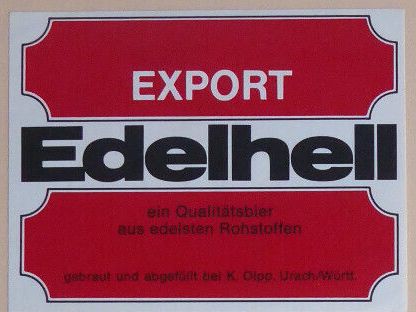 EXPORT
Edelhell
ein Qualitätsbier
aus edelsten Rohstoffen
gebraut und abgefüllt bei K. Olpp, Urach/Württ.